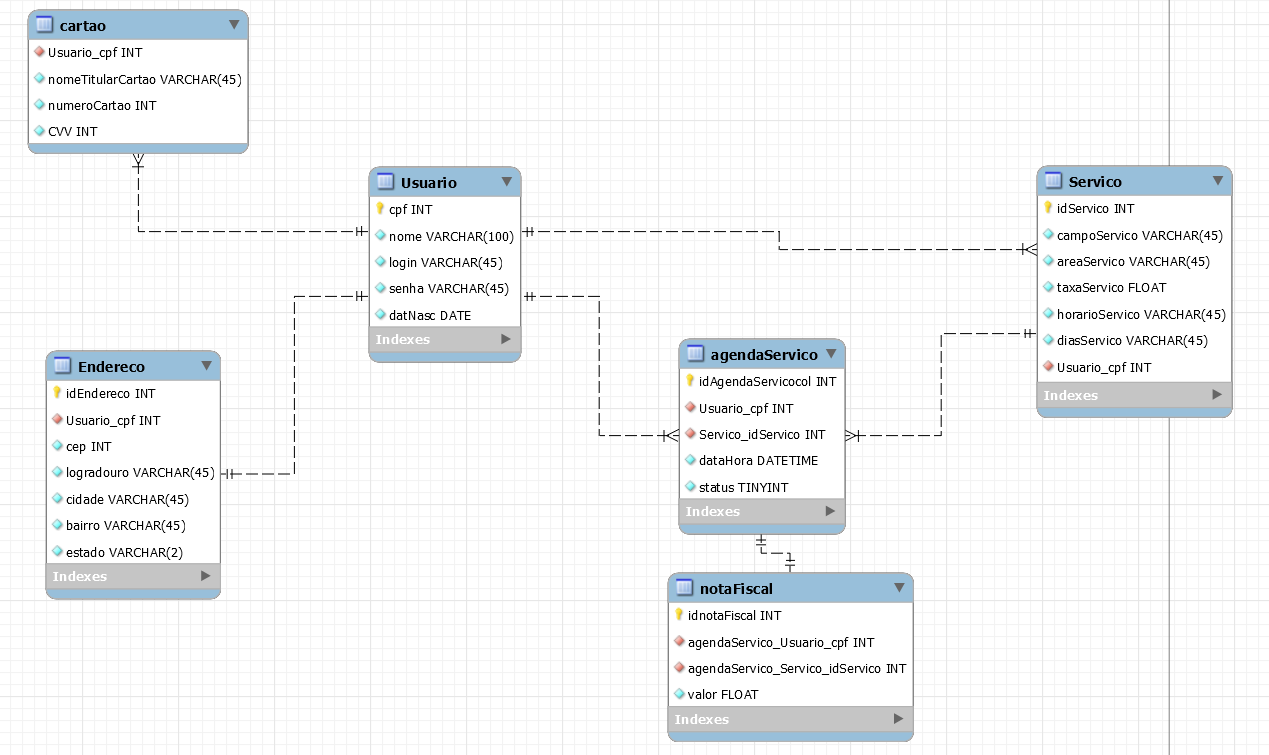 cartao
Usuario_cpf INT
nomeTitularCartao VARCHAR(45)
numeroCartao INT
CVV INT
Usuario
cpf INT
nome VARCHAR(100)
login VARCHAR(45)
senha VARCHAR(45)
datNasc DATE
Indexes
Servico
idServico INT
campoServico VARCHAR(45)
areaServico VARCHAR(45)
taxaServico FLOAT
horarioServico VARCHAR(45)
diasServico VARCHAR(45)
Usuario_cpf INT
Indexes
Endereco
idEndereco INT
Usuario_cpf INT
cep INT
logradouro VARCHAR(45)
cidade VARCHAR(45)
bairro VARCHAR(45)
estado VARCHAR(2)
Indexes
agendaServico
idAgendaServicocol INT
Usuario_cpf INT
Servico_idServico INT
dataHora DATETIME
status TINYINT
Indexes
notaFiscal
idnotaFiscal INT
agendaServico_Usuario_cpf INT
agendaServico_Servico_idServico INT
valor FLOAT
Indexes